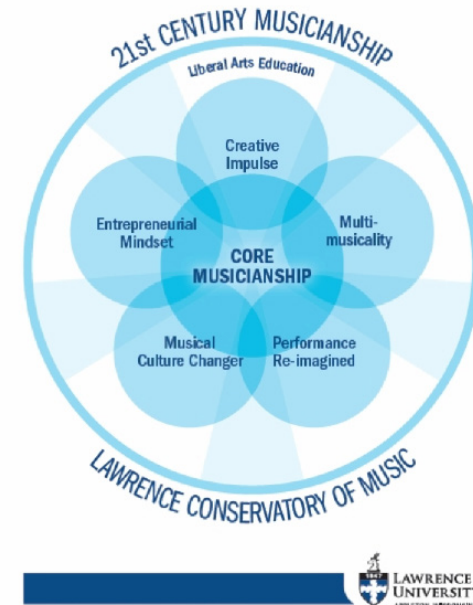 21st CENTURY MUSICIANSHIP
Liberal Arts Education
Creative
Impulse
Entrepreneurial
Mindset
Multi-
musicality
CORE
MUSICIANSHIP
Musical
Culture Changer
Performance
Re-imagined
LAWRENCE CONSERVATORY OF MUSIC
1847
LAWRENCE
UNIVERSIT